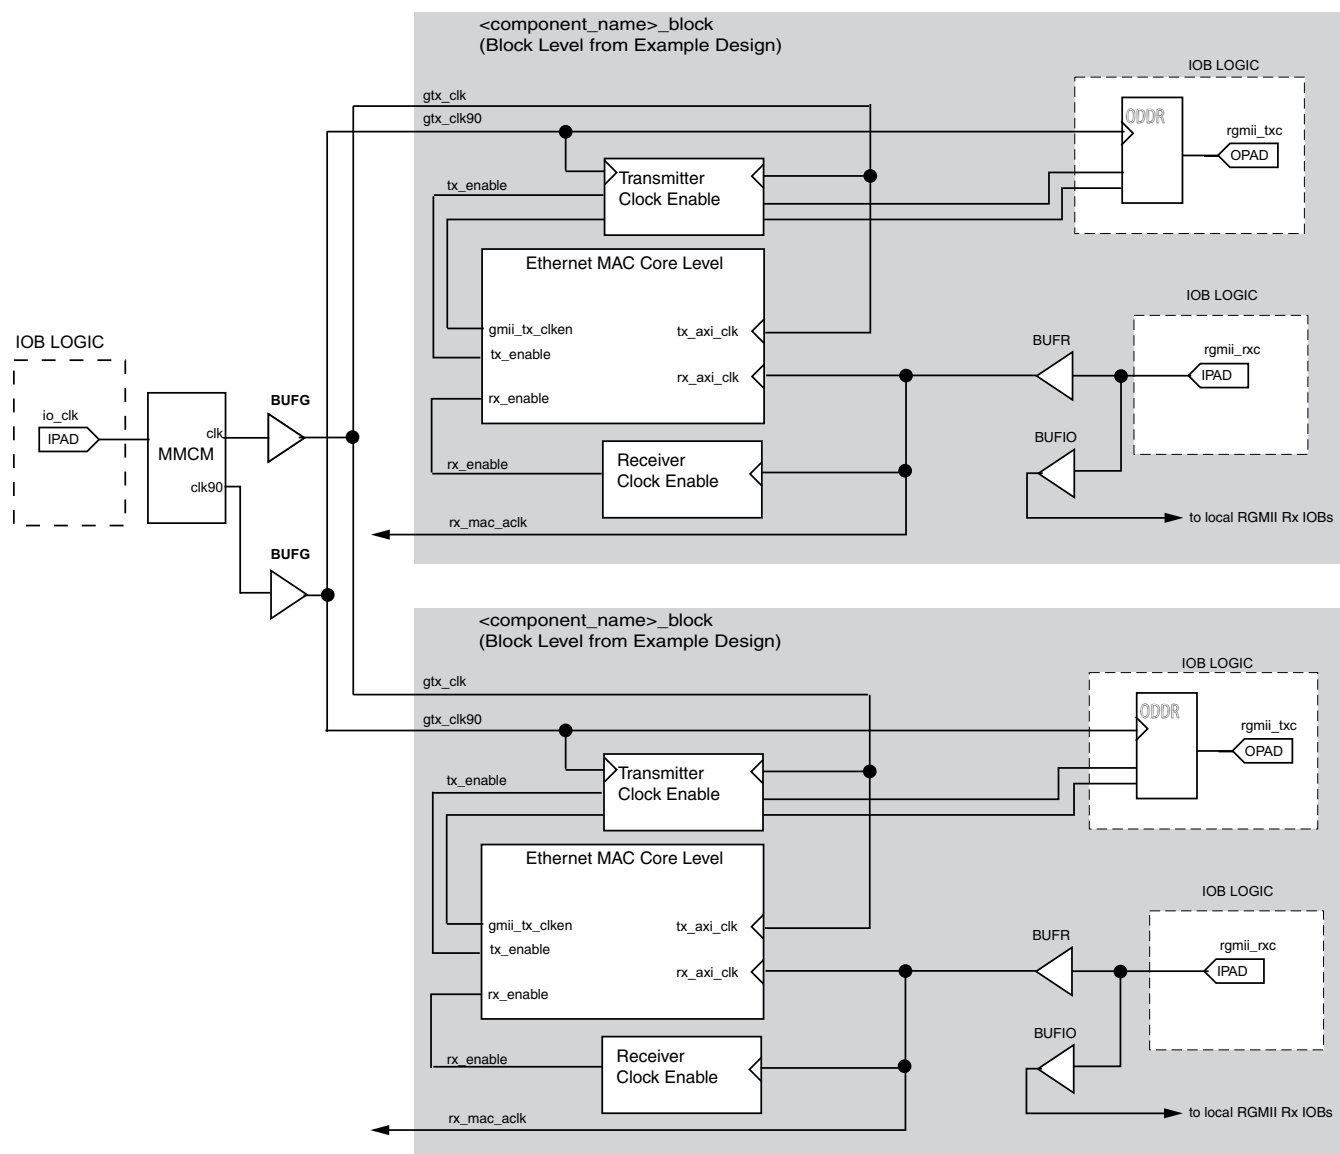 <component_name>_block
(Block Level from Example Design)
IOB LOGIC
gtx_clk
gtx_clk90
ODDR
rgmii_txc
OPAD
tx_enable
Transmitter
Clock Enable
Ethernet MAC Core Level
IOB LOGIC
gmii_tx_clken
tx_axi_clk
tx_enable
BUFR
rgmii_rxc
IPAD
rx_axi_clk
rx_enable
BUFIO
rx_enable
Receiver
Clock Enable
rx_mac_aclk
to local RGMII Rx IOBs
IOB LOGIC
io_clk
IPAD
MMCM
clk
clk90
BUFG
BUFG
<component_name>_block
(Block Level from Example Design)
IOB LOGIC
gtx_clk
gtx_clk90
ODDR
rgmii_txc
OPAD
tx_enable
Transmitter
Clock Enable
Ethernet MAC Core Level
IOB LOGIC
gmii_tx_clken
tx_axi_clk
tx_enable
BUFR
rgmii_rxc
IPAD
rx_axi_clk
rx_enable
BUFIO
rx_enable
Receiver
Clock Enable
rx_mac_aclk
to local RGMII Rx IOBs